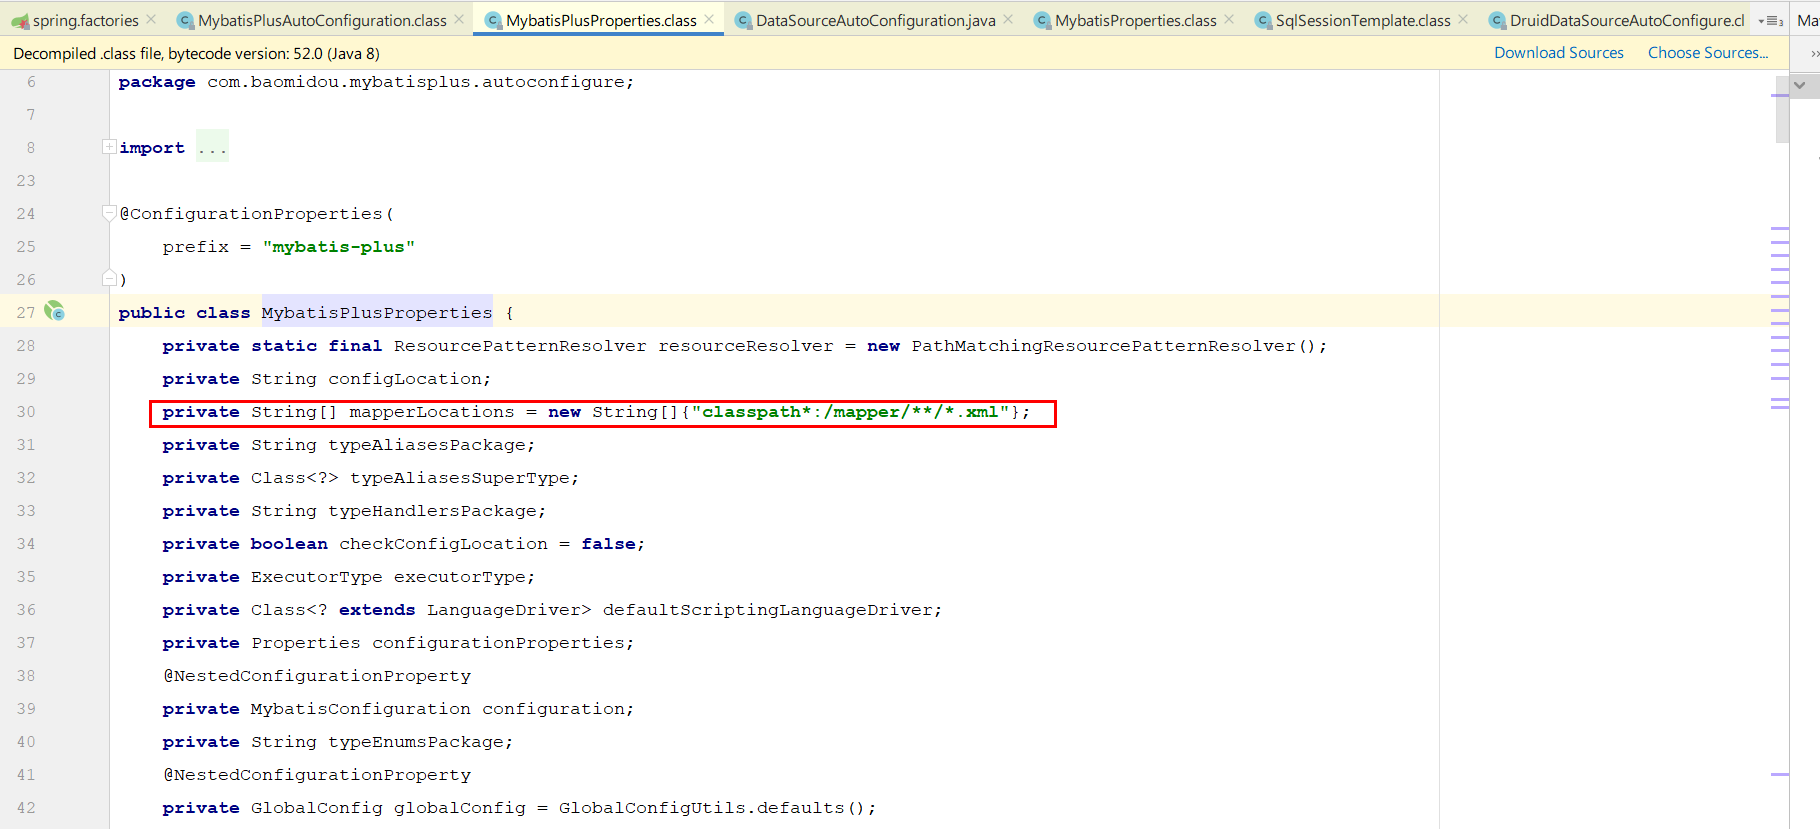 spring.factories MybatisPlusAutoConfiguration.class MybatisPlusProperties.class DataSourceAutoConfiguration.java MybatisProperties.class SqlSessionTemplate.class DruidDataSourceAutoConfigure.cl Ma
Decompiled .class file, bytecode version: 52.0 (Java 8) Download Sources Choose Sources...
6 package com.baomidou.mybatisplus.autoconfigure;
7
8 import ...
23
24 @ConfigurationProperties(
25 prefix = "mybatis-plus"
26 )
27 public class MybatisPlusProperties {
28 private static final ResourcePatternResolver resourceResolver = new PathMatchingResourcePatternResolver();
29 private String configLocation;
30 private String[] mapperLocations = new String[]{"classpath*:/mapper/**/*.xml"};
31 private String typeAliasesPackage;
32 private Class<?> typeAliasesSuperType;
33 private String typeHandlersPackage;
34 private boolean checkConfigLocation = false;
35 private ExecutorType executorType;
36 private Class<? extends LanguageDriver> defaultScriptingLanguageDriver;
37 private Properties configurationProperties;
38 @NestedConfigurationProperty
39 private MybatisConfiguration configuration;
40 private String typeEnumsPackage;
41 @NestedConfigurationProperty
42 private GlobalConfig globalConfig = GlobalConfigUtils.defaults();